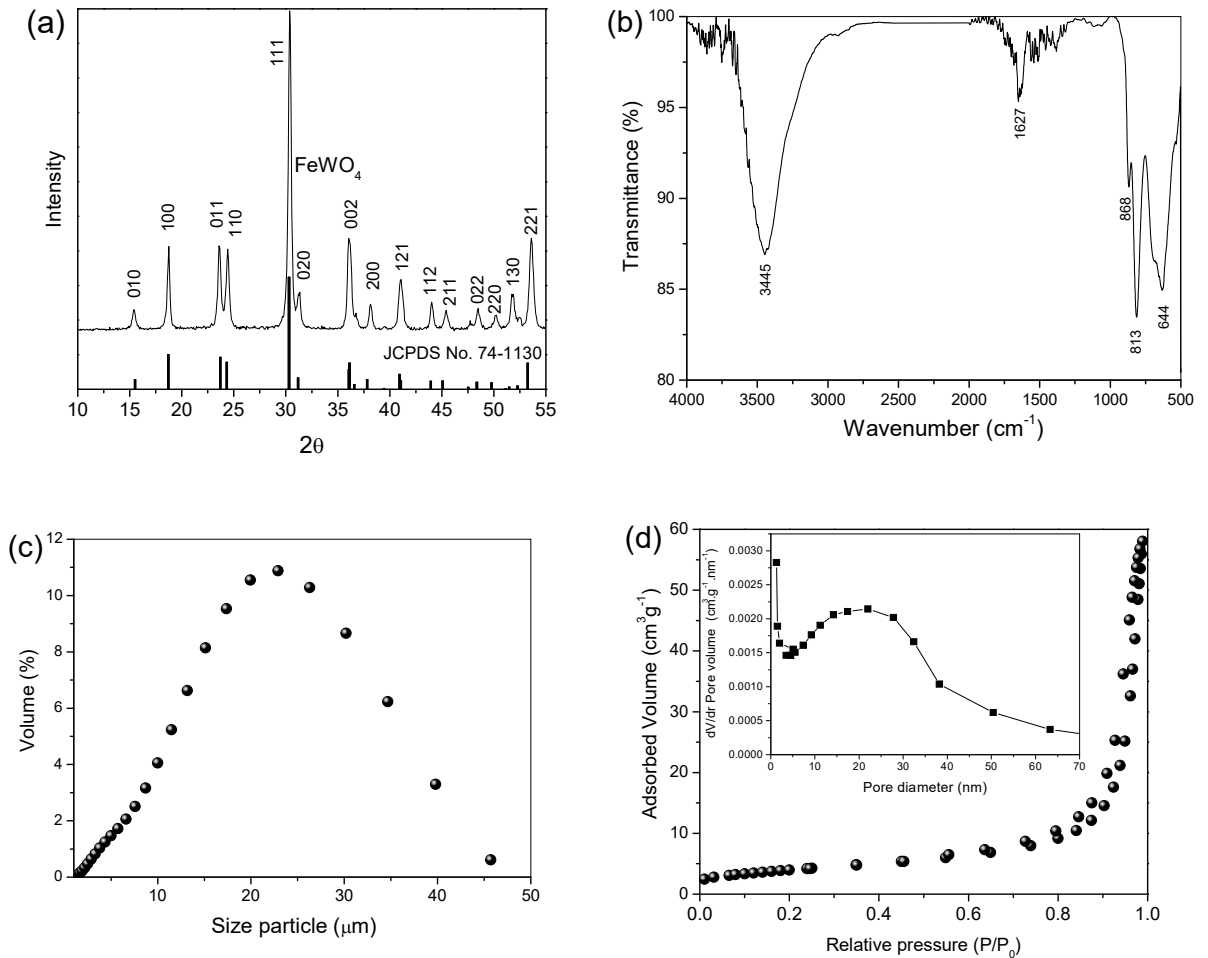 (a)
Intensity
010
100
011
110
111
FeWO4
020
002
200
121
112
211
022
220
130
221
JCPDS No. 74-1130
10 15 20 25 30 35 40 45 50 55
2θ
(b)
Transmittance (%)
100
95
90
85
80
3445
1627
868
813
644
4000 3500 3000 2500 2000 1500 1000 500
Wavenumber (cm⁻¹)
(c)
Volume (%)
12
10
8
6
4
2
0
10 20 30 40 50
Size particle (μm)
(d)
Adsorbed Volume (cm³g⁻¹)
60
50
40
30
20
10
0
dV/dr Pore volume (cm³.g⁻¹.nm⁻¹)
0.0030
0.0025
0.0020
0.0015
0.0010
0.0005
0.0000
0 10 20 30 40 50 60 70
Pore diameter (nm)
0.0 0.2 0.4 0.6 0.8 1.0
Relative pressure (P/P₀)